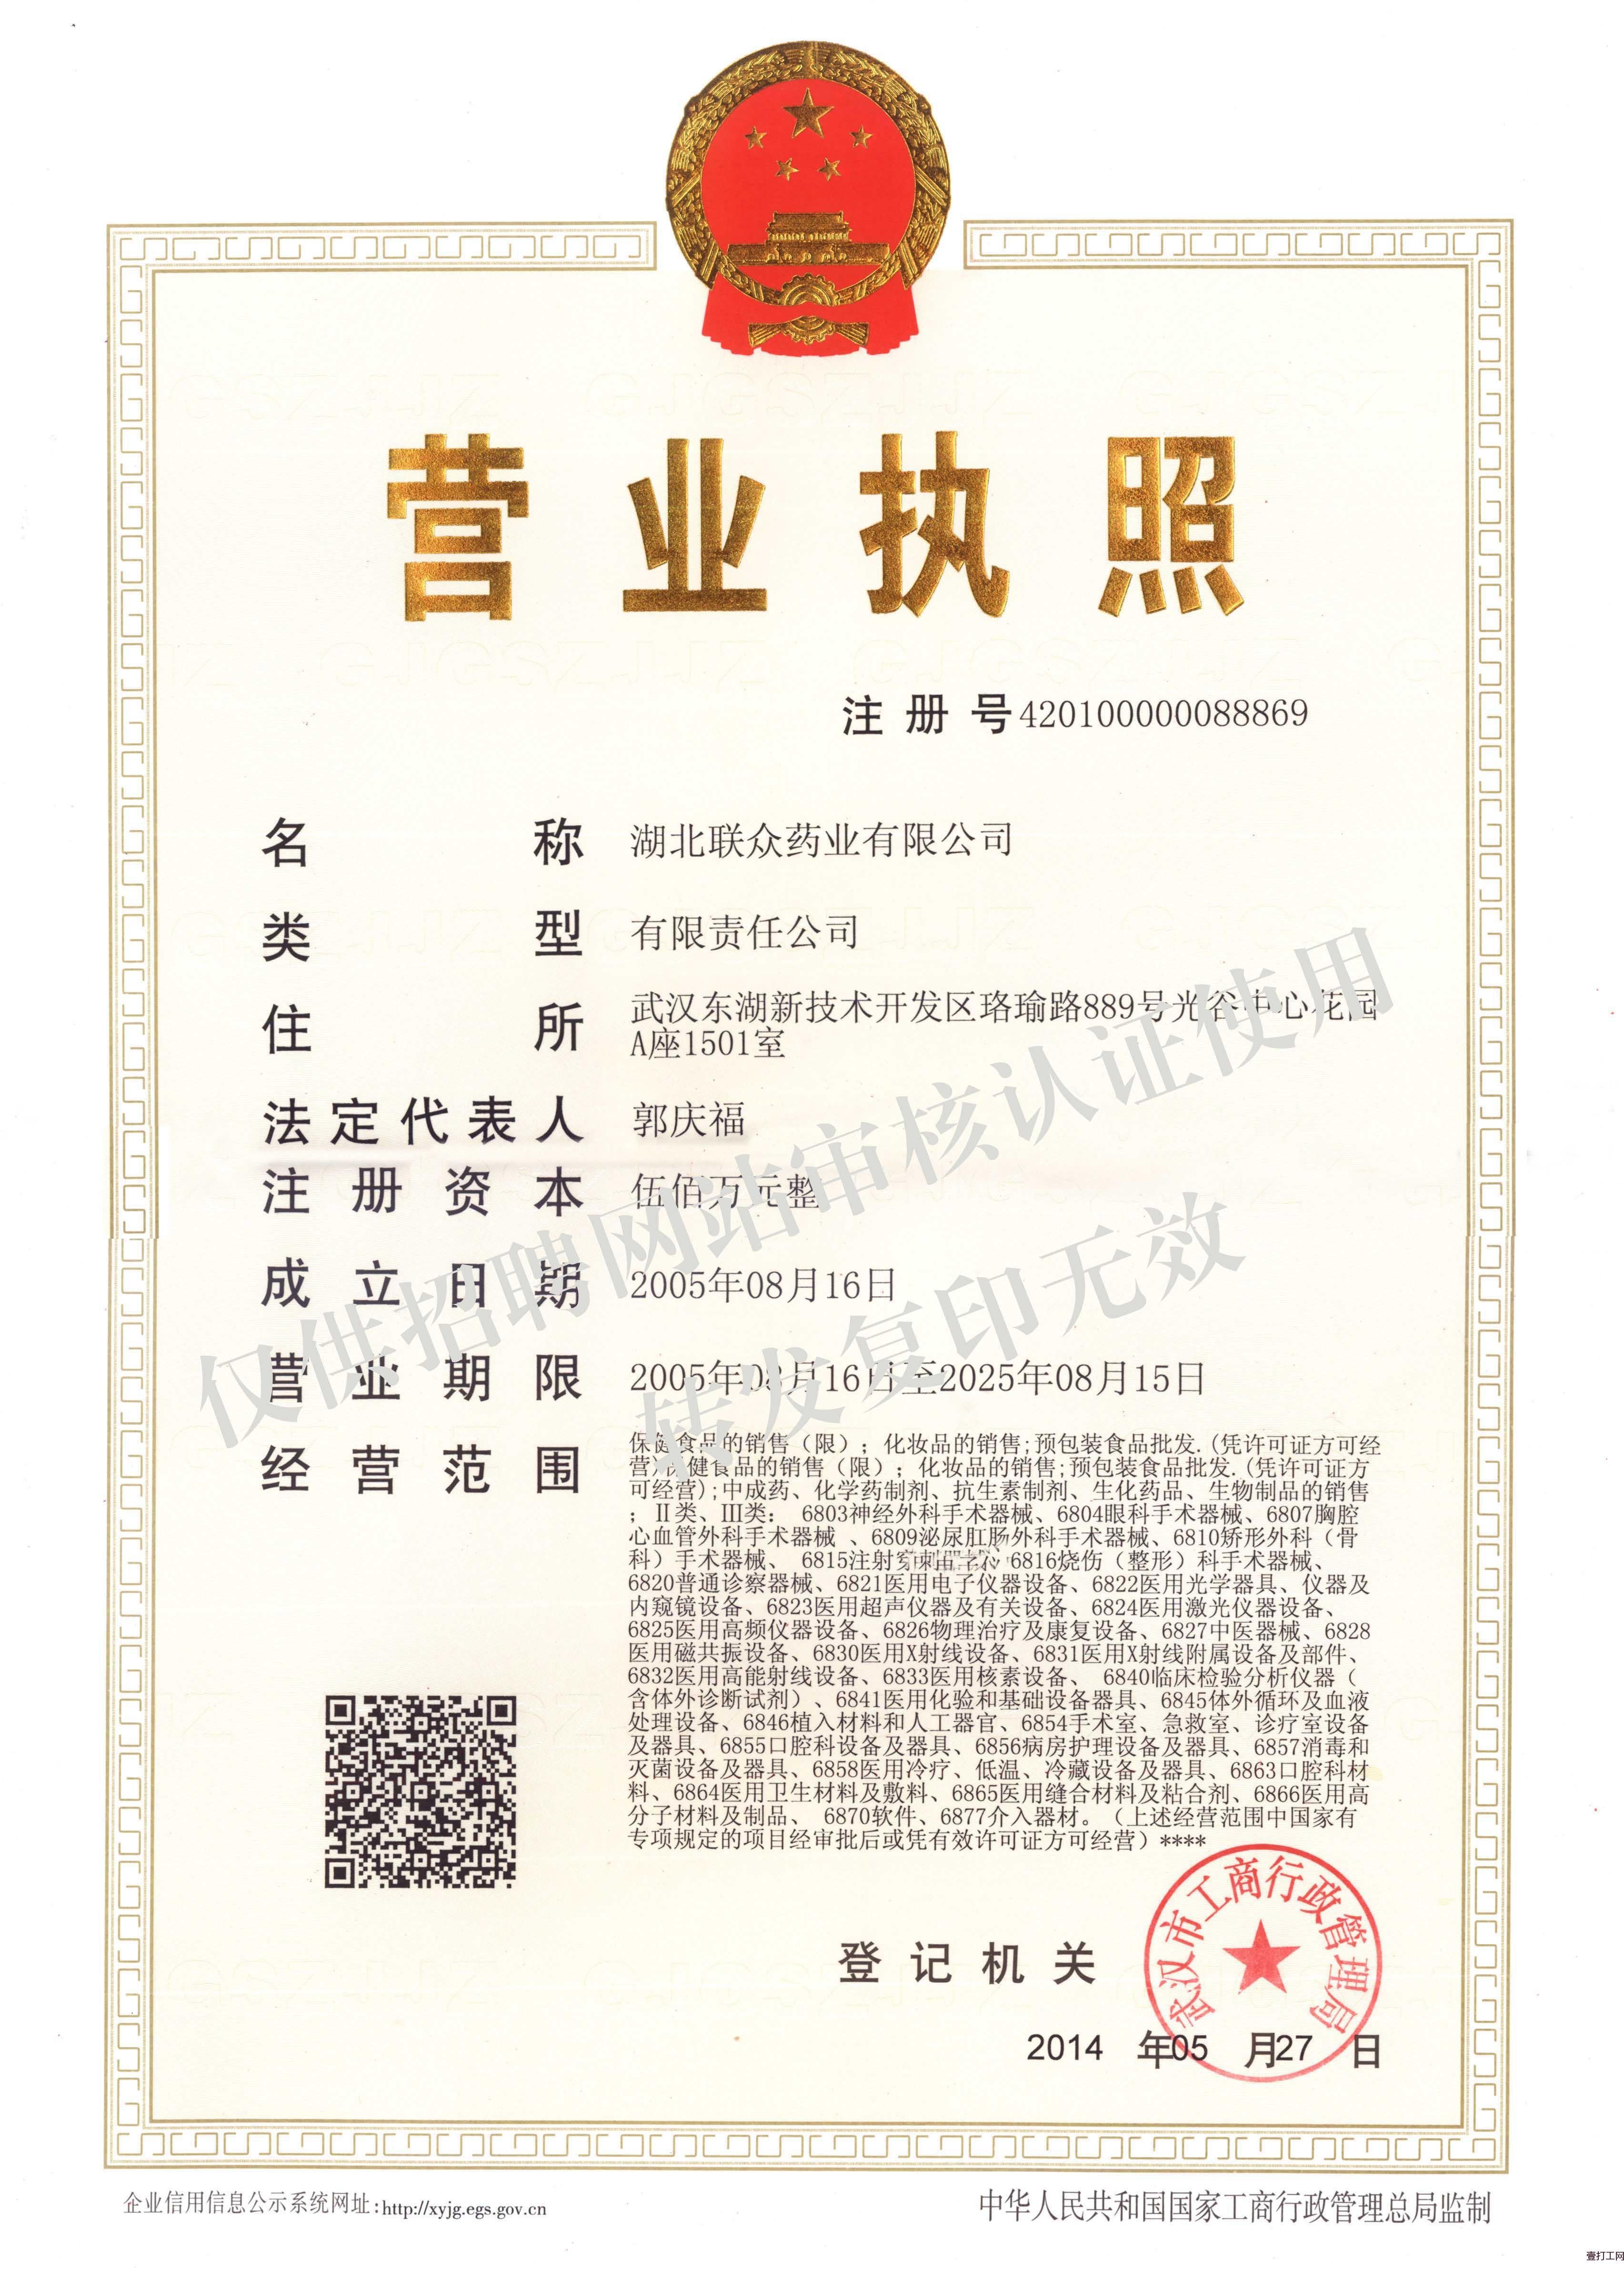 营业执照
注册号420100000088869
名称 湖北联众药业有限公司
类型 有限责任公司
住所 武汉东湖新技术开发区珞瑜路889号光谷中心花园
A座1501室
法定代表人 郭庆福
注册资本 伍佰万元整
成立日期 2005年08月16日
营业期限 2005年08月16日至2025年08月15日
经营范围 保健食品的销售（限）；化妆品的销售;预包装食品批发.(凭许可证方可经
营)保健食品的销售（限）；化妆品的销售;预包装食品批发.(凭许可证方
可经营);中成药、化学药制剂、抗生素制剂、生化药品、生物制品的销售
；Ⅱ类、Ⅲ类： 6803神经外科手术器械、6804眼科手术器械、6807胸腔
心血管外科手术器械 、6809泌尿肛肠外科手术器械、6810矫形外科（骨
科）手术器械、 6815注射穿刺器械、6816烧伤（整形）科手术器械、
6820普通诊察器械、6821医用电子仪器设备、6822医用光学器具、仪器及
内窥镜设备、6823医用超声仪器及有关设备、6824医用激光仪器设备、
6825医用高频仪器设备、6826物理治疗及康复设备、6827中医器械、6828
医用磁共振设备、6830医用X射线设备、6831医用X射线附属设备及部件、
6832医用高能射线设备、6833医用核素设备、 6840临床检验分析仪器（
含体外诊断试剂）、6841医用化验和基础设备器具、6845体外循环及血液
处理设备、6846植入材料和人工器官、6854手术室、急救室、诊疗室设备
及器具、6855口腔科设备及器具、6856病房护理设备及器具、6857消毒和
灭菌设备及器具、6858医用冷疗、低温、冷藏设备及器具、6863口腔科材
料、6864医用卫生材料及敷料、6865医用缝合材料及粘合剂、6866医用高
分子材料及制品、 6870软件、6877介入器材。（上述经营范围中国家有
专项规定的项目经审批后或凭有效许可证方可经营）****
仅供招聘网站审核认证使用
转发复印无效
登记机关
武汉市工商行政管理局
2014 年05 月27 日
企业信用信息公示系统网址:http://xyjg.egs.gov.cn
中华人民共和国国家工商行政管理总局监制
壹打工网